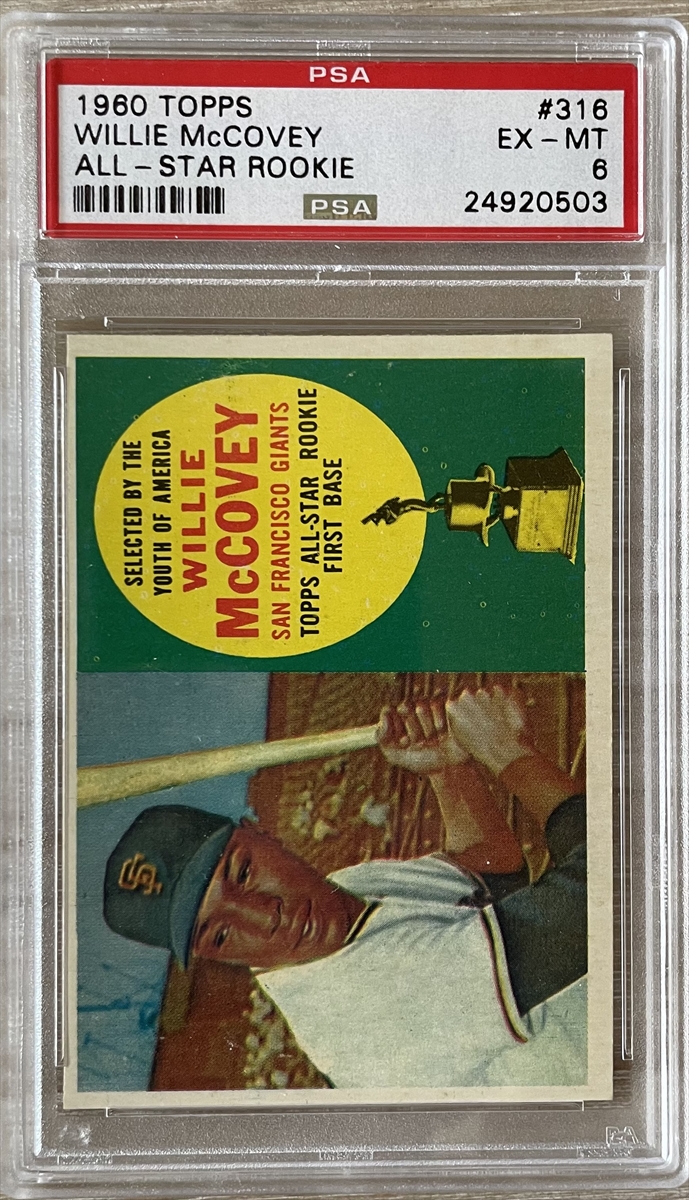 PSA
1960 TOPPS #316
WILLIE McCOVEY EX - MT
ALL - STAR ROOKIE 6
PSA 24920503
SELECTED BY THE
YOUTH OF AMERICA
WILLIE
McCOVEY
SAN FRANCISCO GIANTS
TOPPS ALL-STAR ROOKIE
FIRST BASE
SF